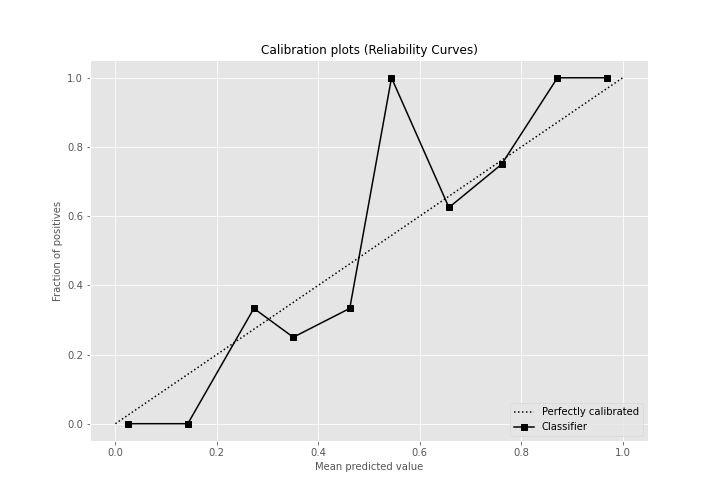 Calibration plots (Reliability Curves)
1.0
0.8
0.6
0.4
0.2
0.0
Fraction of positives
0.0 0.2 0.4 0.6 0.8 1.0
Mean predicted value
Perfectly calibrated
Classifier